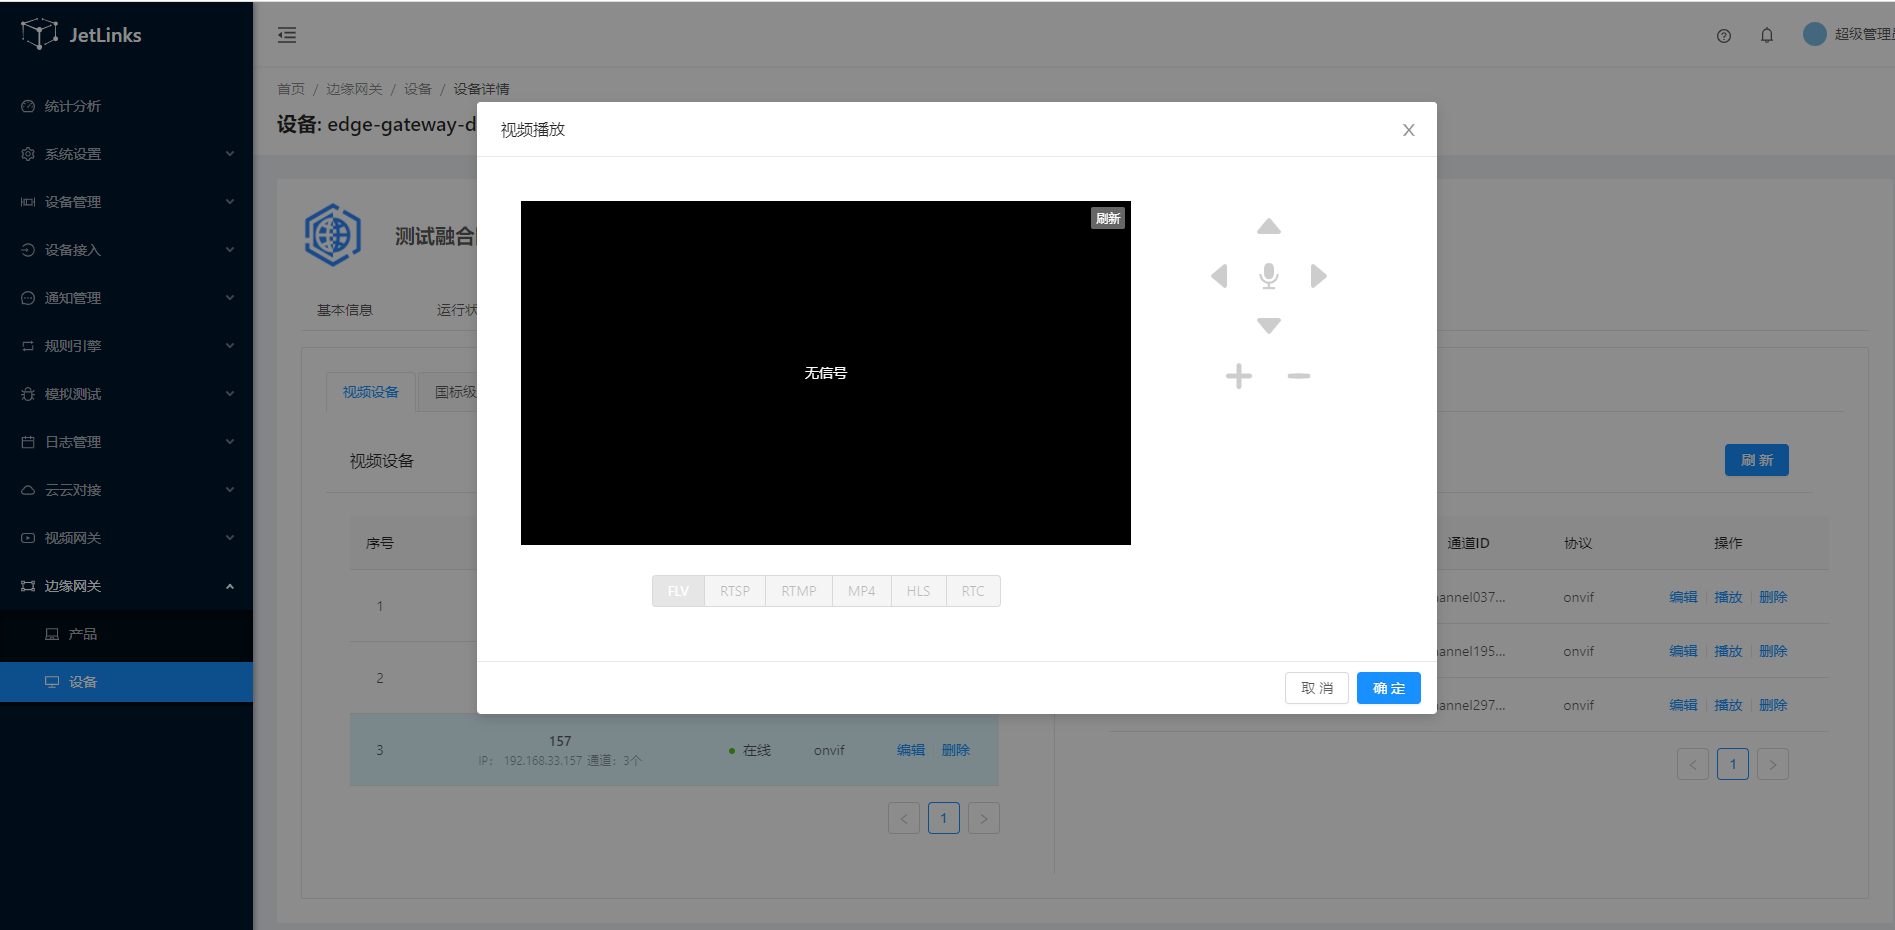 JetLinks
超级管理员
统计分析
系统设置
设备管理
设备接入
通知管理
规则引擎
模拟测试
日志管理
云云对接
视频网关
边缘网关
产品
设备
首页 / 边缘网关 / 设备 / 设备详情
设备: edge-gateway-d
测试融合
基本信息 运行状
视频设备 国标级
视频设备
刷新
序号
1
2
3 157 在线 onvif 编辑 删除
IP: 192.168.33.157 通道: 3个
< 1 >
通道ID 协议 操作
annel037... onvif 编辑 播放 删除
annel195... onvif 编辑 播放 删除
annel297... onvif 编辑 播放 删除
< 1 >
视频播放 X
刷新
无信号
FLV RTSP RTMP MP4 HLS RTC
取消 确定